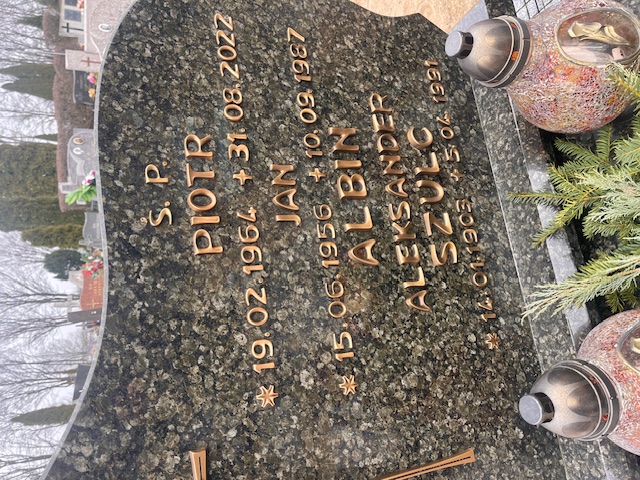 Ś. P.
PIOTR
* 19.02.1964 + 31.08.2022
JAN
* 15.06.1956 + 10.09.1987
ALBIN
ALEKSANDER
SZULC
* 14.01.1903 + 5.04.1991